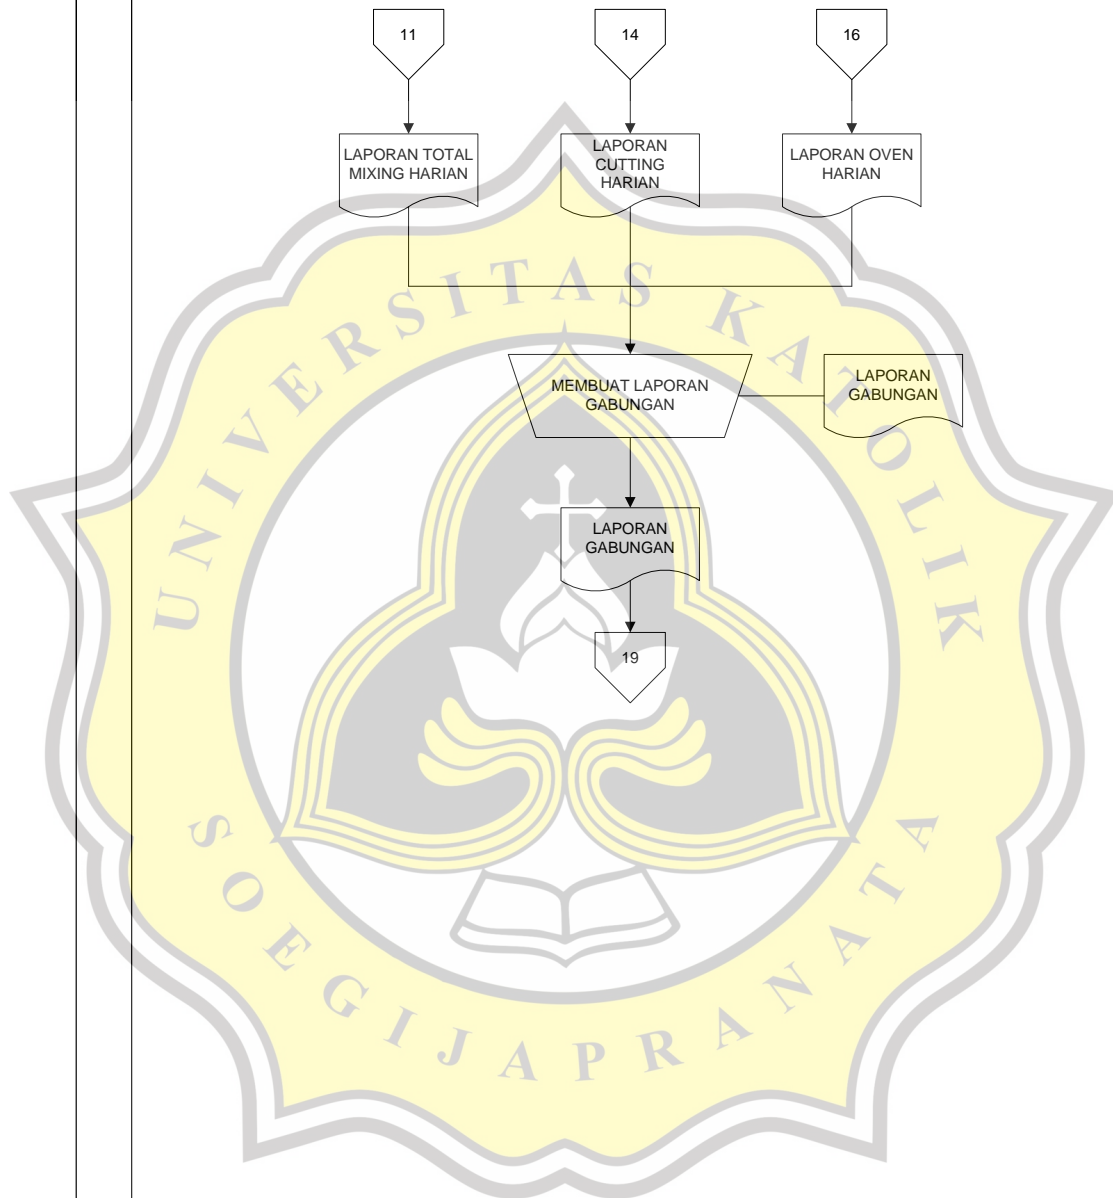 11
14
16
LAPORAN TOTAL
MIXING HARIAN
LAPORAN
CUTTING
HARIAN
LAPORAN OVEN
HARIAN
UNIVERSITAS KATOLIK
MEMBUAT LAPORAN
GABUNGAN
LAPORAN
GABUNGAN
LAPORAN
GABUNGAN
19
SOEGIJAPRANATA